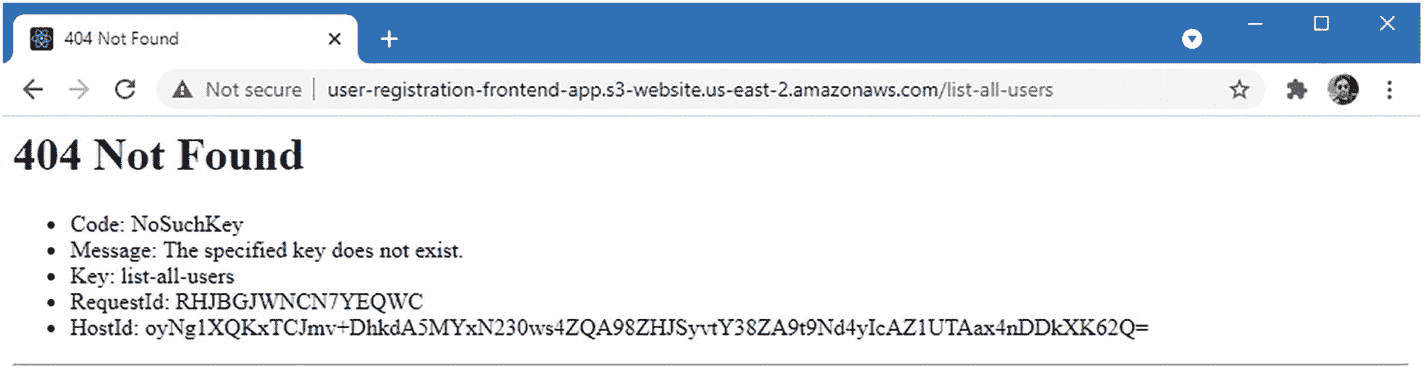 404 Not Found
Not secure | user-registration-frontend-app.s3-website.us-east-2.amazonaws.com/list-all-users
404 Not Found
Code: NoSuchKey
Message: The specified key does not exist.
Key: list-all-users
RequestId: RHJBGJWNCN7YEQWC
HostId: oyNg1XQKxTCJmv+DhkdA5MYxN230ws4ZQA98ZHJSyvtY38ZA9t9Nd4yIcAZ1UTAax4nDDkXK62Q=